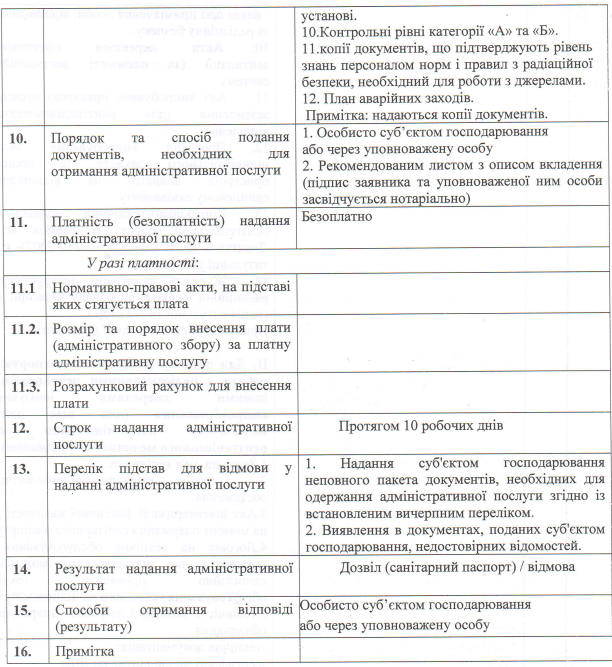 установі.
10.Контрольні рівні категорії «А» та «Б».
11.копії документів, що підтверджують рівень
знань персоналом норм і правил з радіаційної
безпеки, необхідний для роботи з джерелами.
12. План аварійних заходів.
Примітка: надаються копії документів.
10.
Порядок та спосіб подання
документів, необхідних для
отримання адміністративної послуги
1. Особисто суб’єктом господарювання
або через уповноважену особу
2. Рекомендованим листом з описом вкладення
(підпис заявника та уповноваженої ним особи
засвідчується нотаріально)
11.
Платність (безоплатність) надання
адміністративної послуги
Безоплатно
У разі платності:
11.1
Нормативно-правові акти, на підставі
яких стягується плата
11.2.
Розмір та порядок внесення плати
(адміністративного збору) за платну
адміністративну послугу
11.3.
Розрахунковий рахунок для внесення
плати
12.
Строк надання адміністративної
послуги
Протягом 10 робочих днів
13.
Перелік підстав для відмови у
наданні адміністративної послуги
1. Надання суб'єктом господарювання
неповного пакета документів, необхідних для
одержання адміністративної послуги згідно із
встановленим вичерпним переліком.
2. Виявлення в документах, поданих суб'єктом
господарювання, недостовірних відомостей.
14.
Результат надання адміністративної
послуги
Дозвіл (санітарний паспорт) / відмова
15.
Способи отримання відповіді
(результату)
Особисто суб’єктом господарювання
або через уповноважену особу
16.
Примітка